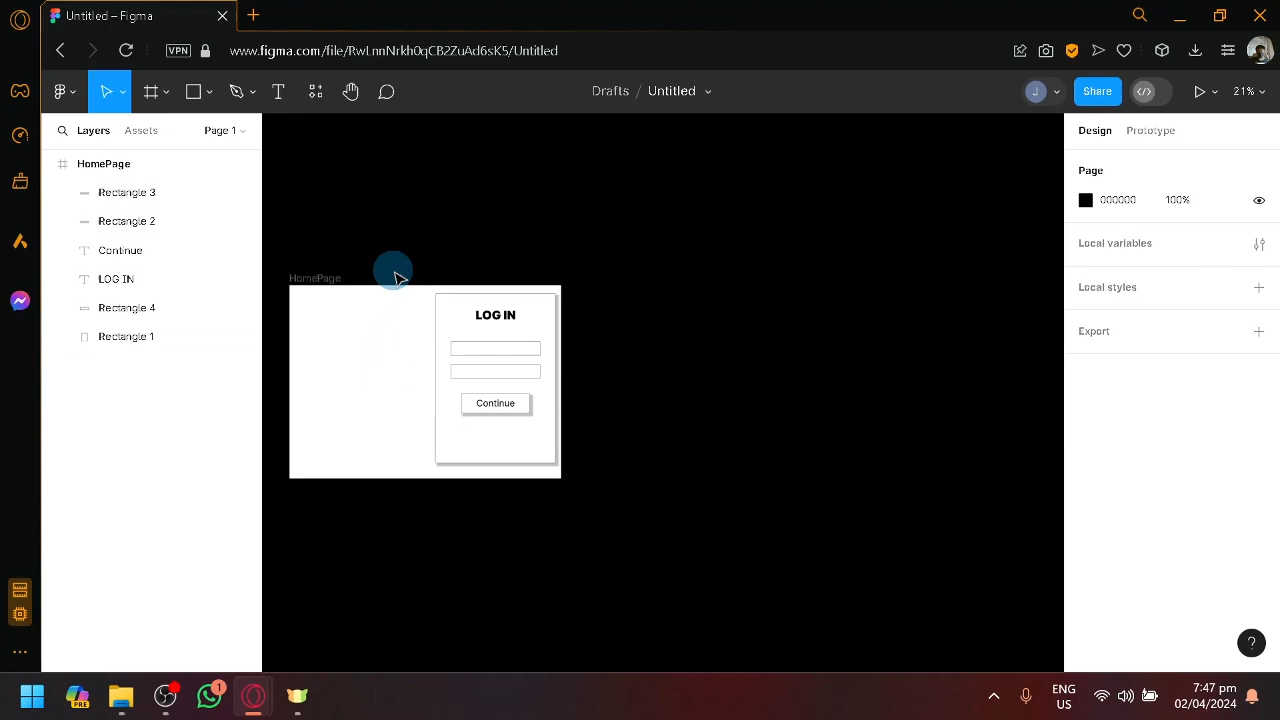 Untitled – Figma
VPN
www.figma.com/file/RwLnnNrkh0qCB2ZuAd6sK5/Untitled
Drafts / Untitled
J
Share
21%
Layers
Assets
Page 1
Design
Prototype
HomePage
Page
Rectangle 3
000000
100%
Rectangle 2
Local variables
Continue
HomePage
LOG IN
Local styles
Rectangle 4
LOG IN
Export
Rectangle 1
Continue
?
PRE
1
ENG
US
7:47 pm
02/04/2024